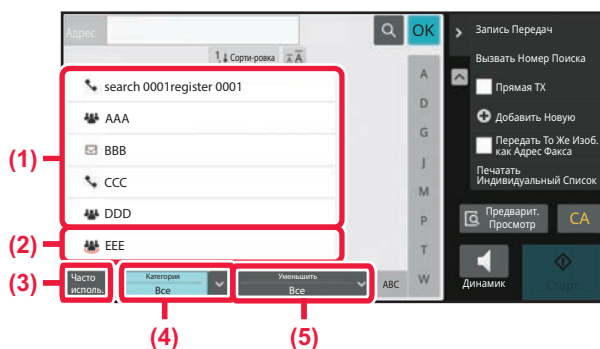 Адрес
OK
Сорти-ровка
search 0001register 0001
AAA
BBB
CCC
DDD
EEE
A
D
G
J
M
P
T
W
ABC
Часто
исполь.
Категория
Все
Уменьшить
Все
Запись Передач
Вызвать Номер Поиска
Прямая TX
Добавить Новую
Передать То Же Изоб.
как Адрес Факса
Печатать
Индивидуальный Список
Предварит.
Просмотр
CA
Динамик
Старт
(1)
(2)
(3)
(4)
(5)